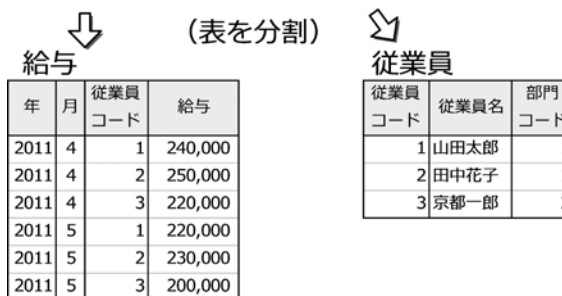 （表を分割）
給与
年 月 従業員コード 給与
2011 4 1 240,000
2011 4 2 250,000
2011 4 3 220,000
2011 5 1 220,000
2011 5 2 230,000
2011 5 3 200,000
従業員
従業員コード 従業員名 部門コード
1 山田太郎
2 田中花子
3 京都一郎